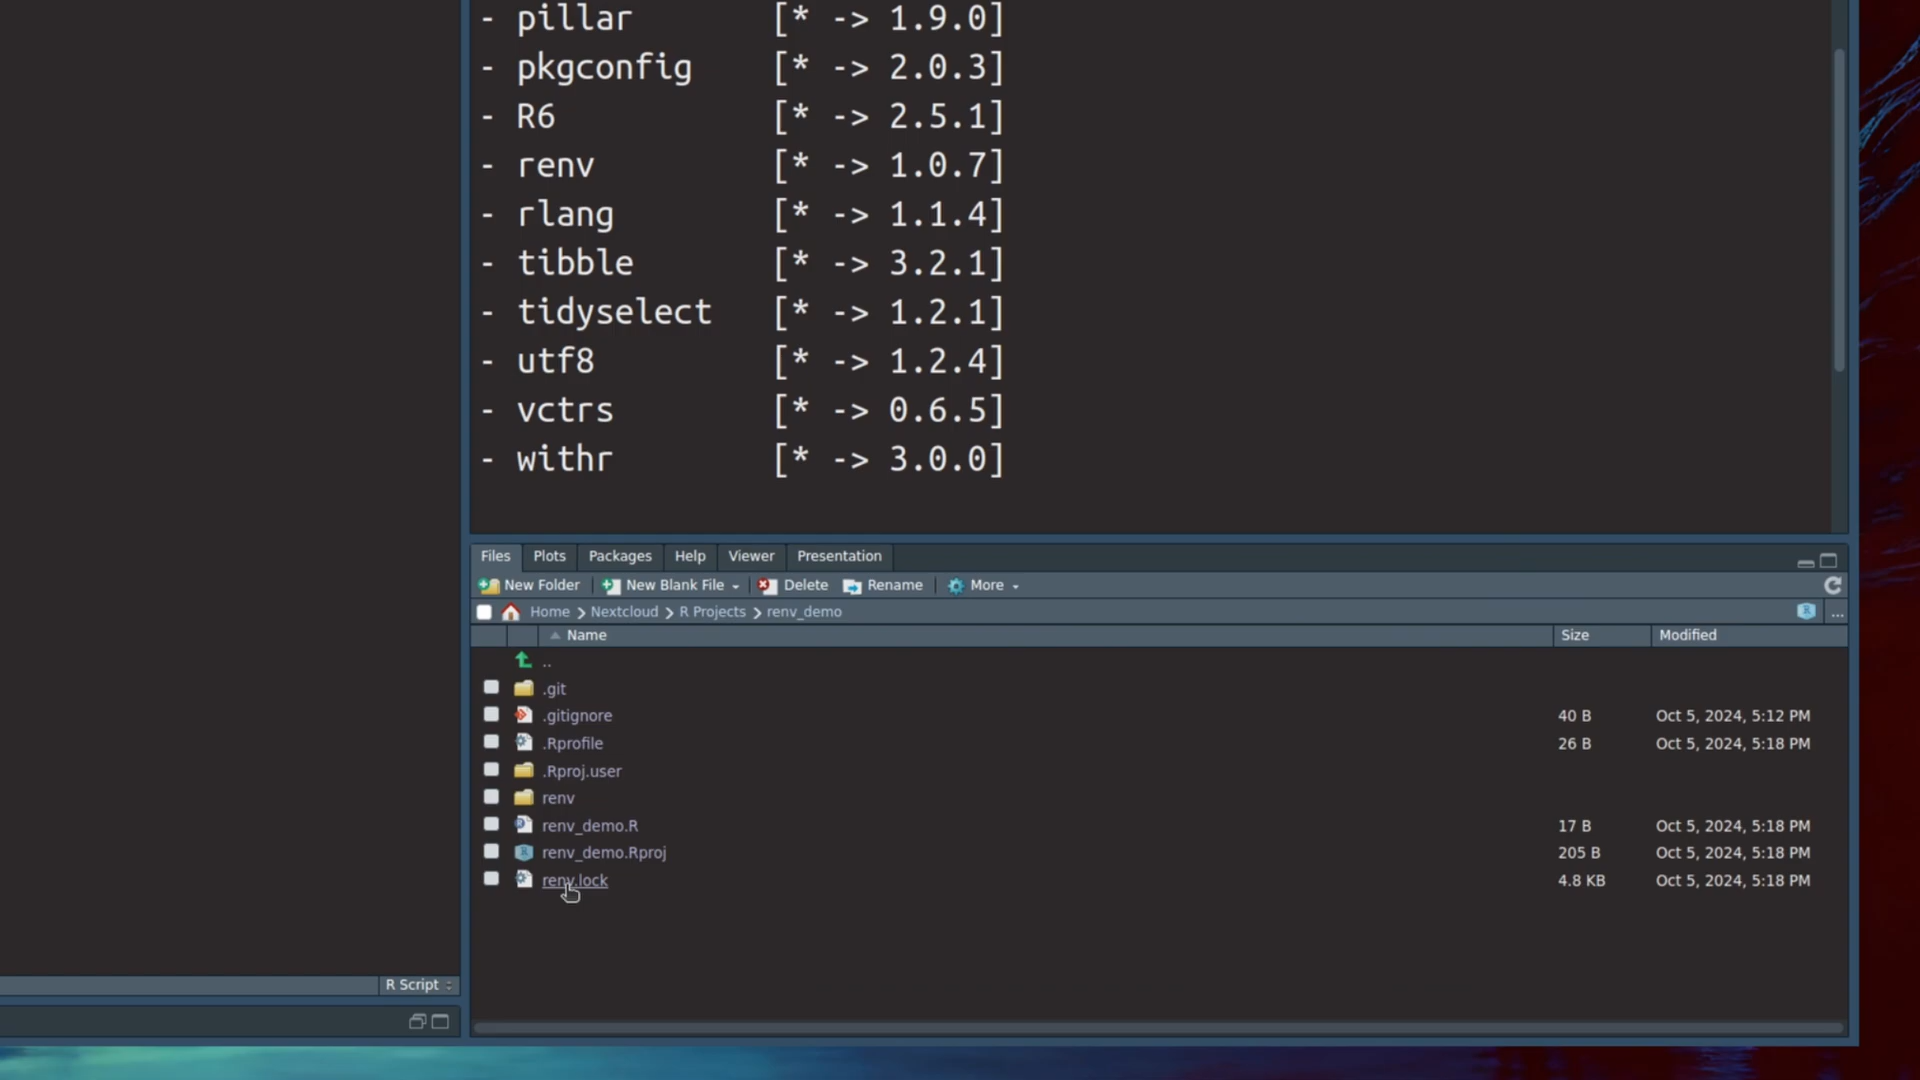 - pillar [* -> 1.9.0]
- pkgconfig [* -> 2.0.3]
- R6 [* -> 2.5.1]
- renv [* -> 1.0.7]
- rlang [* -> 1.1.4]
- tibble [* -> 3.2.1]
- tidyselect [* -> 1.2.1]
- utf8 [* -> 1.2.4]
- vctrs [* -> 0.6.5]
- withr [* -> 3.0.0]
Files Plots Packages Help Viewer Presentation
New Folder New Blank File Delete Rename More
Home > Nextcloud > R Projects > renv_demo ...
Name Size Modified
..
.git
.gitignore 40 B Oct 5, 2024, 5:12 PM
.Rprofile 26 B Oct 5, 2024, 5:18 PM
.Rproj.user
renv
renv_demo.R 17 B Oct 5, 2024, 5:18 PM
renv_demo.Rproj 205 B Oct 5, 2024, 5:18 PM
renv.lock 4.8 KB Oct 5, 2024, 5:18 PM
R Script